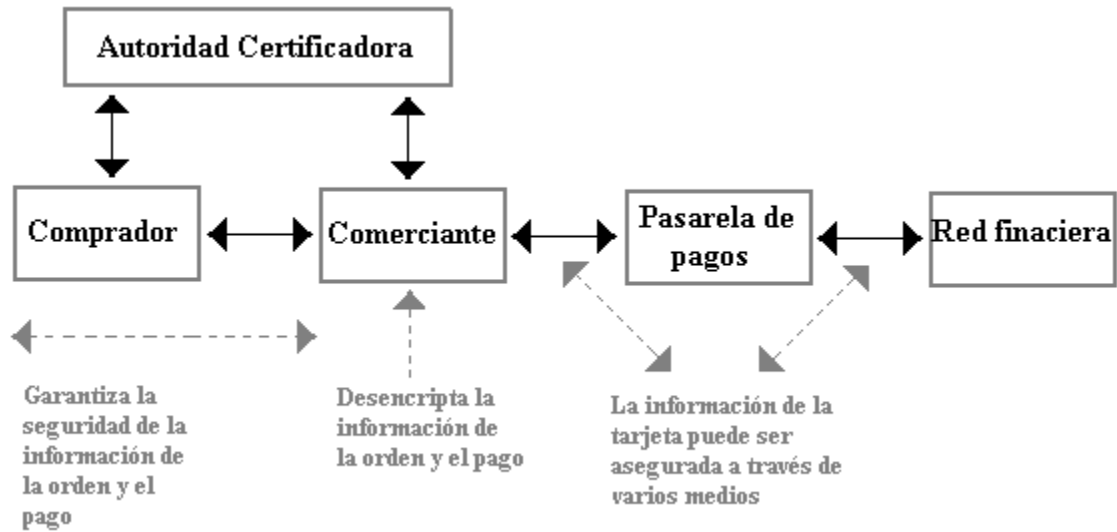 Autoridad Certificadora
Comprador
Comerciante
Pasarela de
pagos
Red finaciera
Garantiza la
seguridad de la
información de
la orden y el
pago
Desencripta la
información de
la orden y el pago
La información de la
tarjeta puede ser
asegurada a través de
varios medios